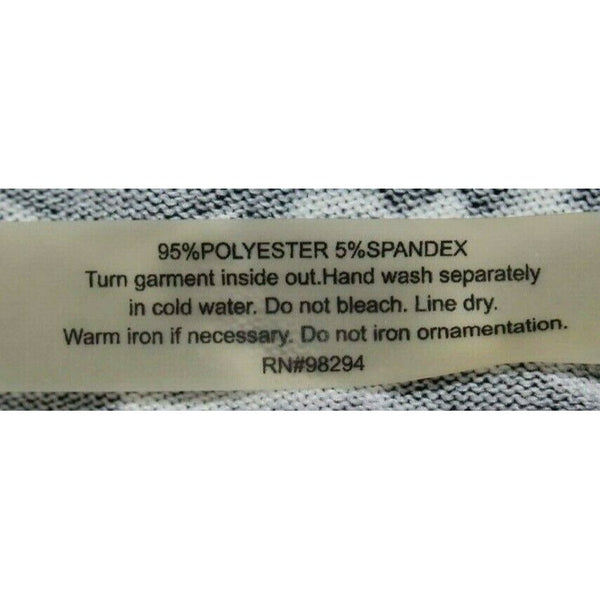 95%POLYESTER 5%SPANDEX
Turn garment inside out.Hand wash separately
in cold water. Do not bleach. Line dry.
Warm iron if necessary. Do not iron ornamentation.
RN#98294